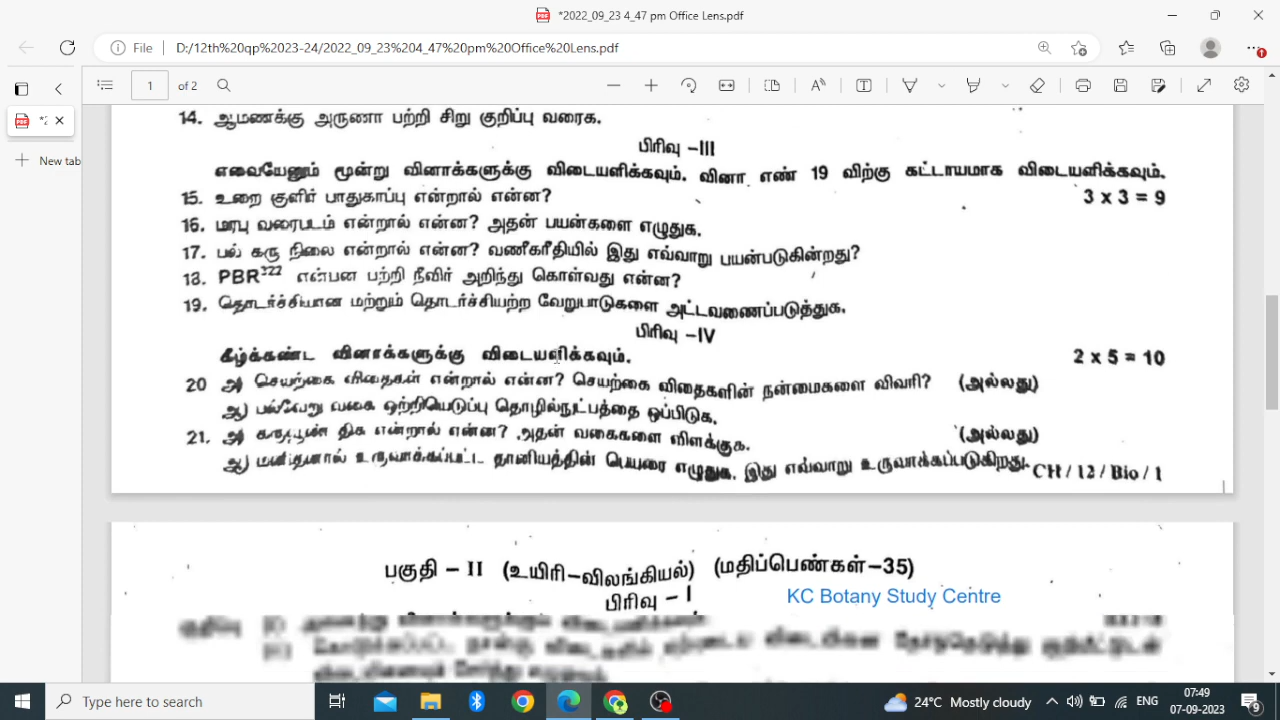 *2022_09_23 4_47 pm Office Lens.pdf
File D:/12th%20qp%2023-24/2022_09_23%204_47%20pm%20Office%20Lens.pdf
1 of 2
New tab
14. ஆமணக்கு அருணா பற்றி சிறு குறிப்பு வரைக.
பிரிவு -III
எவையேனும் மூன்று வினாக்களுக்கு விடையளிக்கவும். வினா எண் 19 விற்கு கட்டாயமாக விடையளிக்கவும்.
15. உறை குளிர் பாதுகாப்பு என்றால் என்ன? 3 x 3 = 9
16. மரபு வரைபடம் என்றால் என்ன? அதன் பயன்களை எழுதுக.
17. பல் கரு நிலை என்றால் என்ன? வணீகரீதியில் இது எவ்வாறு பயன்படுகின்றது?
18. PBR322 என்பன பற்றி நீவிர் அறிந்து கொள்வது என்ன?
19. தொடர்ச்சியான மற்றும் தொடர்ச்சியற்ற வேறுபாடுகளை அட்டவணைப்படுத்துக.
பிரிவு -IV
கீழ்க்கண்ட வினாக்களுக்கு விடையளிக்கவும். 2 x 5 = 10
20 அ) செயற்கை விதைகள் என்றால் என்ன? செயற்கை விதைகளின் நன்மைகளை விவரி? (அல்லது)
ஆ) பல்வேறு வகை ஒற்றியெடுப்பு தொழில்நுட்பத்தை ஒப்பிடுக.
21. அ) என்றால் என்ன? அதன் வகைகளை விளக்குக. (அல்லது)
ஆ) மனிதனால் உருவாக்கப்பட்ட தானியத்தின் பெயரை எழுதுக. இது எவ்வாறு உருவாக்கப்படுகிறது. CH / 12 / Bio / 1
பகுதி - II (உயிரி-விலங்கியல்) (மதிப்பெண்கள்-35)
பிரிவு - I
KC Botany Study Centre
Type here to search
24°C Mostly cloudy
ENG
07:49
07-09-2023
9